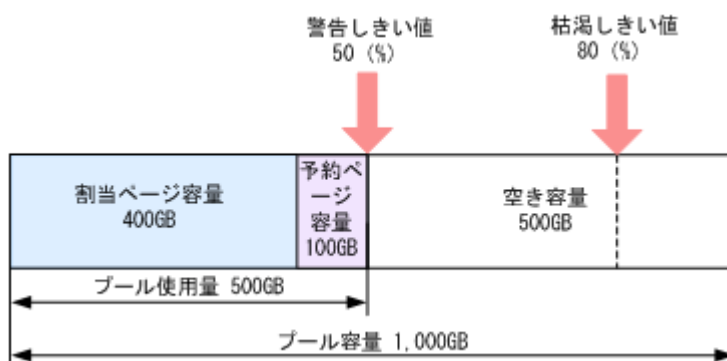 警告しきい値
50 (%)
枯渇しきい値
80 (%)
割当ページ容量
400GB
予約ペ
ージ
容量
100GB
空き容量
500GB
プール使用量 500GB
プール容量 1,000GB